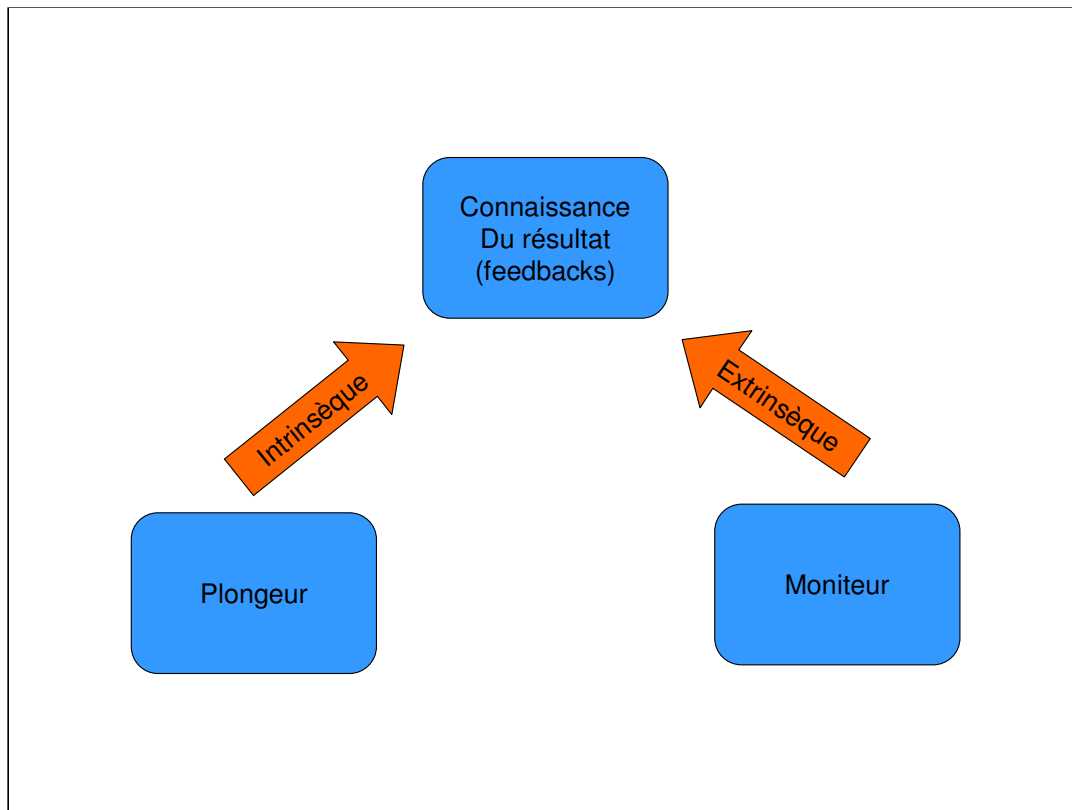 Connaissance
Du résultat
(feedbacks)
Intrinsèque
Extrinsèque
Plongeur
Moniteur